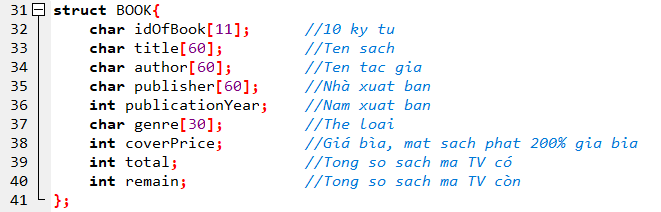 31 struct BOOK{
32 char idOfBook[11]; //10 ky tu
33 char title[60]; //Ten sach
34 char author[60]; //Ten tac gia
35 char publisher[60]; //Nhà xuat ban
36 int publicationYear; //Nam xuat ban
37 char genre[30]; //The loai
38 int coverPrice; //Giá bìa, mat sach phat 200% gia bia
39 int total; //Tong so sach ma TV có
40 int remain; //Tong so sach ma TV còn
41 };